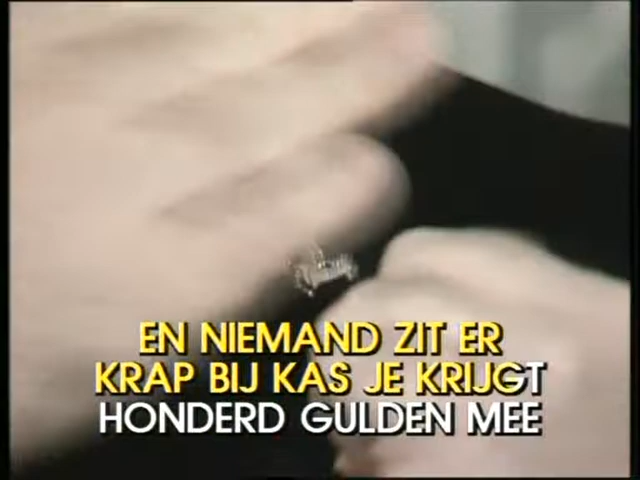 EN NIEMAND ZIT ER
KRAP BIJ KAS JE KRIJGT
HONDERD GULDEN MEE